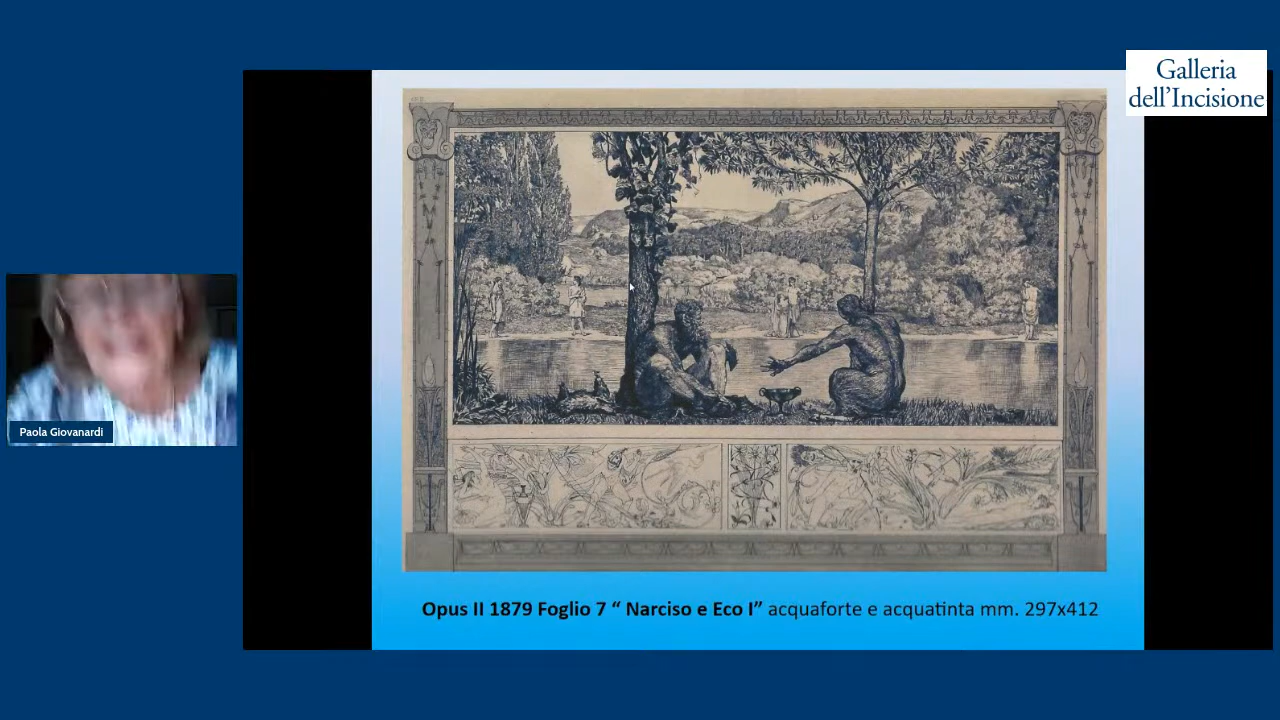 Galleria
dell'Incisione
Paola Giovanardi
Opus II 1879 Foglio 7 “ Narciso e Eco I” acquaforte e acquatinta mm. 297x412